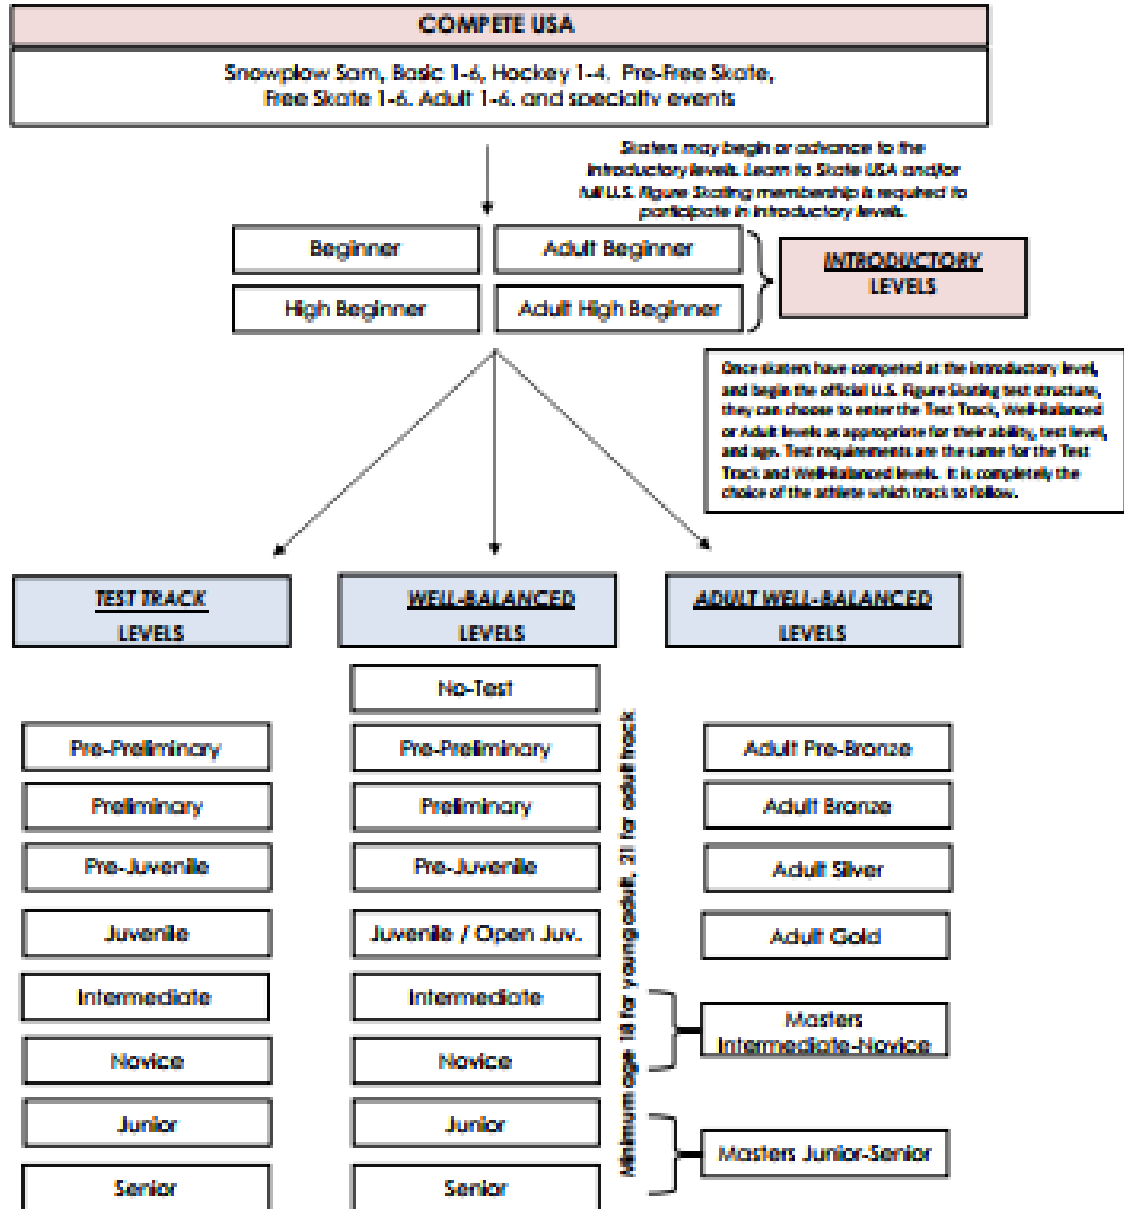 COMPETE USA
Snowplow Sam, Basic 1-6, Hockey 1-4, Pre-Free Skate,
Free Skate 1-6, Adult 1-6, and specialty events
Skaters may begin or advance to the
introductory levels. Learn to Skate USA and/or
full U.S. Figure Skating membership is required to
participate in introductory levels.
Beginner
Adult Beginner
High Beginner
Adult High Beginner
INTRODUCTORY
LEVELS
Once skaters have competed at the introductory level,
and begin the official U.S. Figure Skating test structure,
they can choose to enter the Test Track, Well-Balanced
or Adult levels as appropriate for their ability, test level,
and age. Test requirements are the same for the Test
Track and Well-Balanced levels. It is completely the
choice of the athlete which track to follow.
TEST TRACK
LEVELS
Pre-Preliminary
Preliminary
Pre-Juvenile
Juvenile
Intermediate
Novice
Junior
Senior
WELL-BALANCED
LEVELS
No-Test
Pre-Preliminary
Preliminary
Pre-Juvenile
Juvenile / Open Juv.
Intermediate
Novice
Junior
Senior
Minimum age 18 for young adult, 21 for adult track
ADULT WELL-BALANCED
LEVELS
Adult Pre-Bronze
Adult Bronze
Adult Silver
Adult Gold
Masters
Intermediate-Novice
Masters Junior-Senior